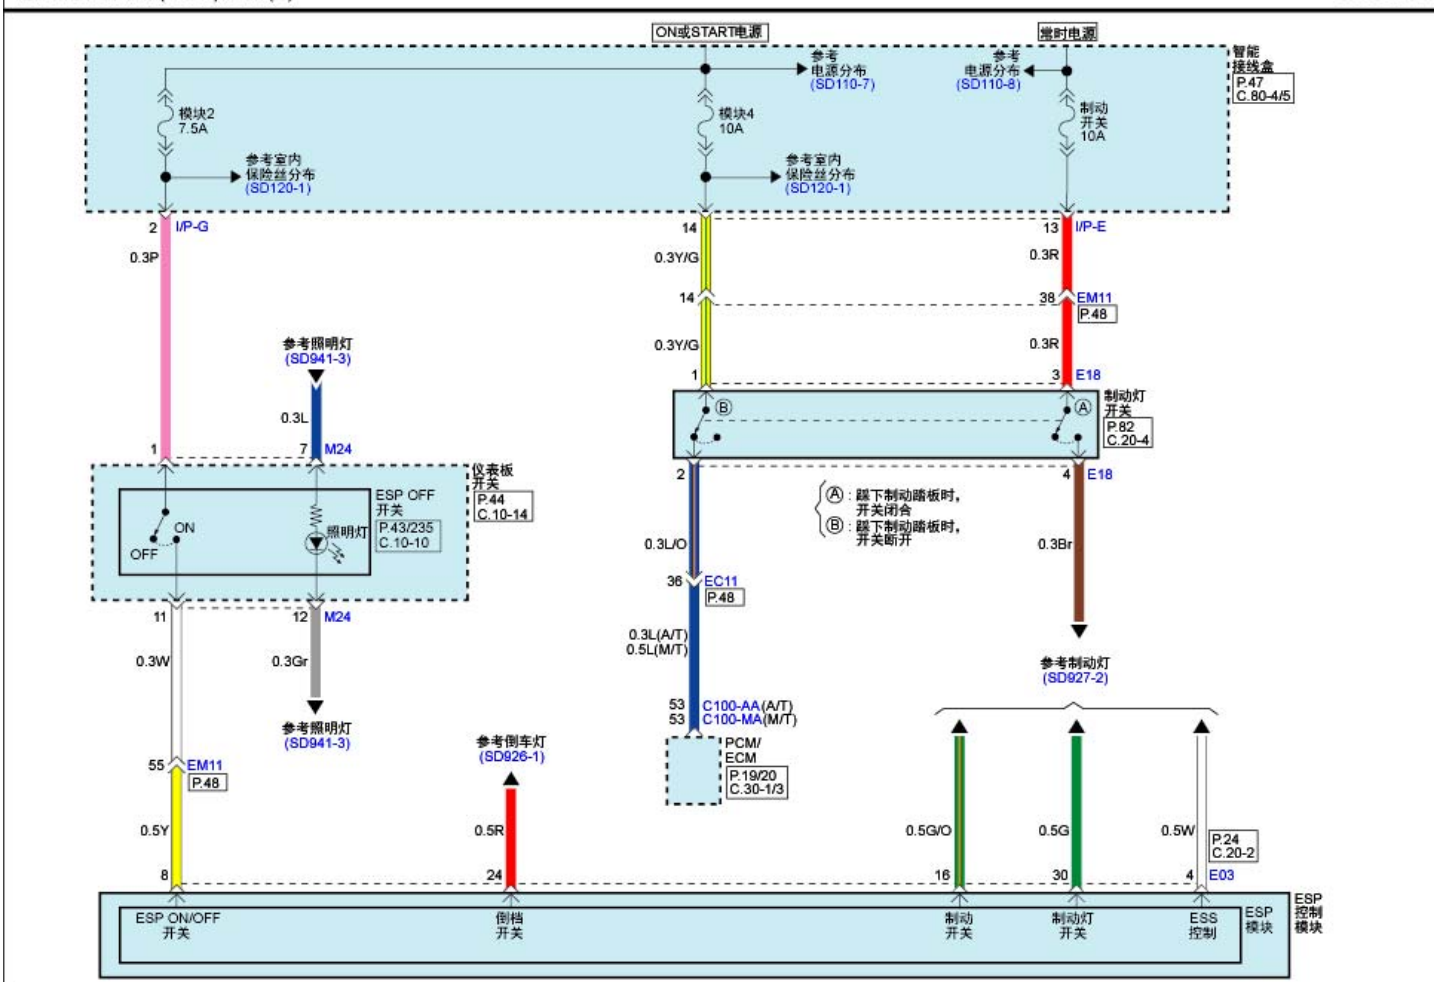 ON或START电源
常时电源
智能
接线盒
P.47
C.80-4/5
参考
电源分布
(SD110-7)
参考
电源分布
(SD110-8)
模块2
7.5A
模块4
10A
制动
开关
10A
参考室内
保险丝分布
(SD120-1)
参考室内
保险丝分布
(SD120-1)
2 I/P-G
14
13 I/P-E
0.3P
0.3Y/G
0.3R
14
38 EM11
P.48
参考照明灯
(SD941-3)
0.3Y/G
0.3R
1
3 E18
0.3L
制动灯
开关
P.82
C.20-4
B
A
1
7 M24
仪表板
开关
P.44
C.10-14
2
4 E18
ESP OFF
开关
P.43/235
C.10-10
ON
OFF
照明灯
A : 踩下制动踏板时,
开关闭合
B : 踩下制动踏板时,
开关断开
0.3L/O
0.3Br
36 EC11
P.48
11
12 M24
0.3L(A/T)
0.5L(M/T)
0.3W
0.3Gr
参考制动灯
(SD927-2)
53 C100-AA(A/T)
53 C100-MA(M/T)
参考照明灯
(SD941-3)
参考倒车灯
(SD926-1)
PCM/
ECM
P.19/20
C.30-1/3
55 EM11
P.48
0.5Y
0.5R
0.5G/O
0.5G
0.5W
P.24
C.20-2
8
24
16
30
4 E03
ESP ON/OFF
开关
倒档
开关
制动
开关
制动灯
开关
ESS
控制
ESP
模块
ESP
控制
模块